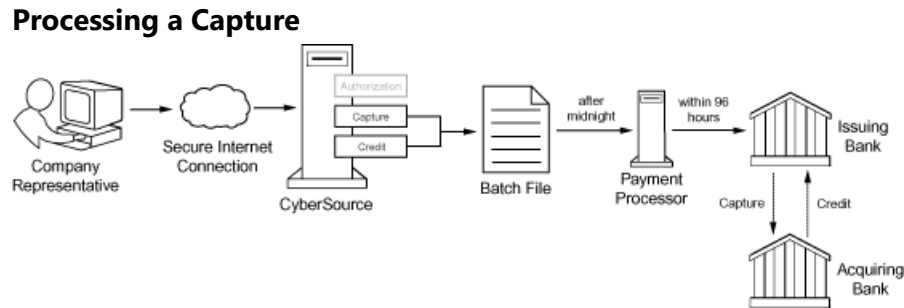 Processing a Capture
Authorization
Capture
Credit
Company
Representative
Secure Internet
Connection
CyberSource
Batch File
after
midnight
Payment
Processor
within 96
hours
Issuing
Bank
Capture
Credit
Acquiring
Bank